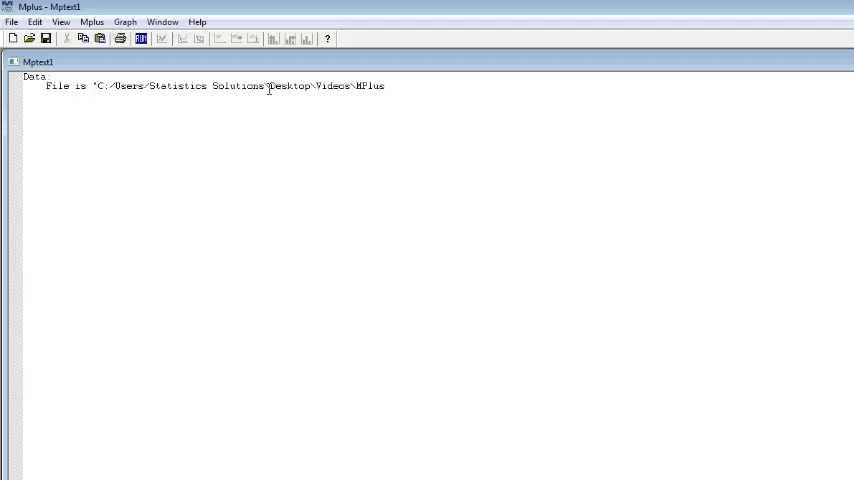 Mplus - Mptext1
File Edit View Mplus Graph Window Help
RUN ?
Mptext1
Data:
File is "C:/Users/Statistics Solutions\Desktop\Videos\MPlus